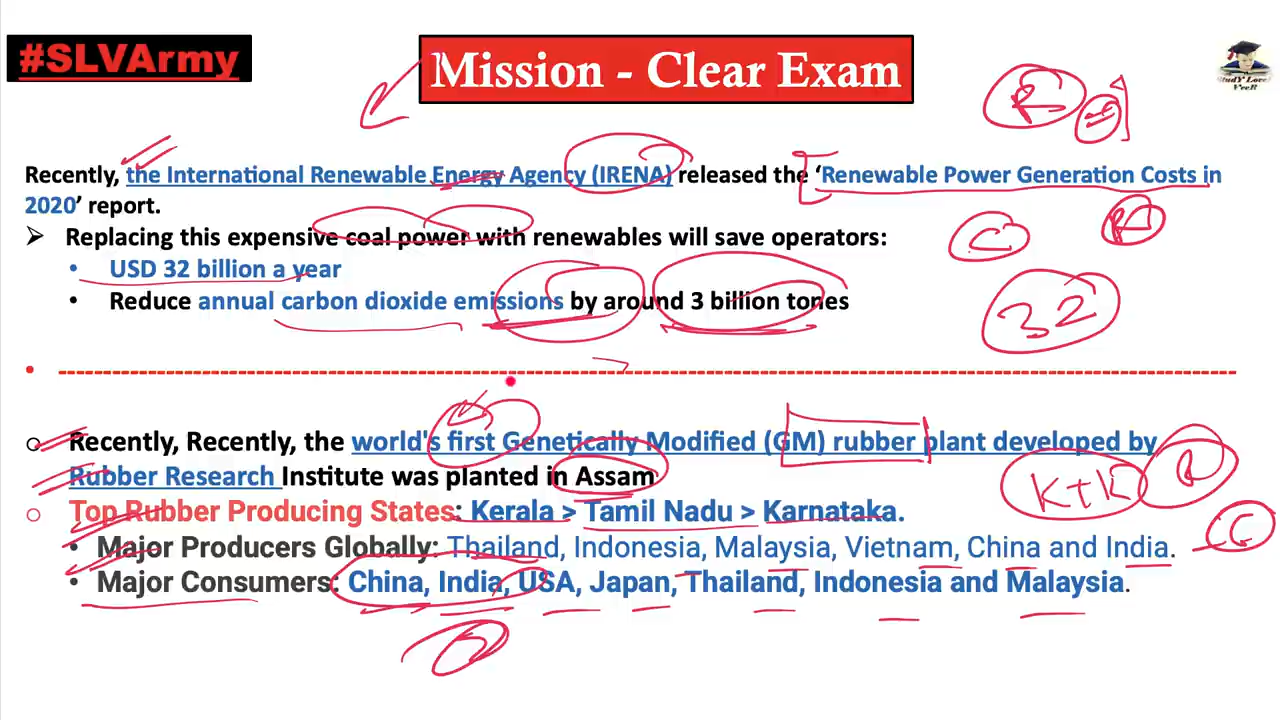 #SLVArmy
Mission - Clear Exam
StudY Lover
VeeR
R
Recently, the International Renewable Energy Agency (IRENA) released the ‘Renewable Power Generation Costs in
2020’ report.
➢ Replacing this expensive coal power with renewables will save operators:
• USD 32 billion a year
• Reduce annual carbon dioxide emissions by around 3 billion tones
C
R
32
• --------------------------------------------------------------------------------
o Recently, Recently, the world's first Genetically Modified (GM) rubber plant developed by
Rubber Research Institute was planted in Assam
o Top Rubber Producing States: Kerala > Tamil Nadu > Karnataka.
• Major Producers Globally: Thailand, Indonesia, Malaysia, Vietnam, China and India.
• Major Consumers: China, India, USA, Japan, Thailand, Indonesia and Malaysia.
K+K
R
C